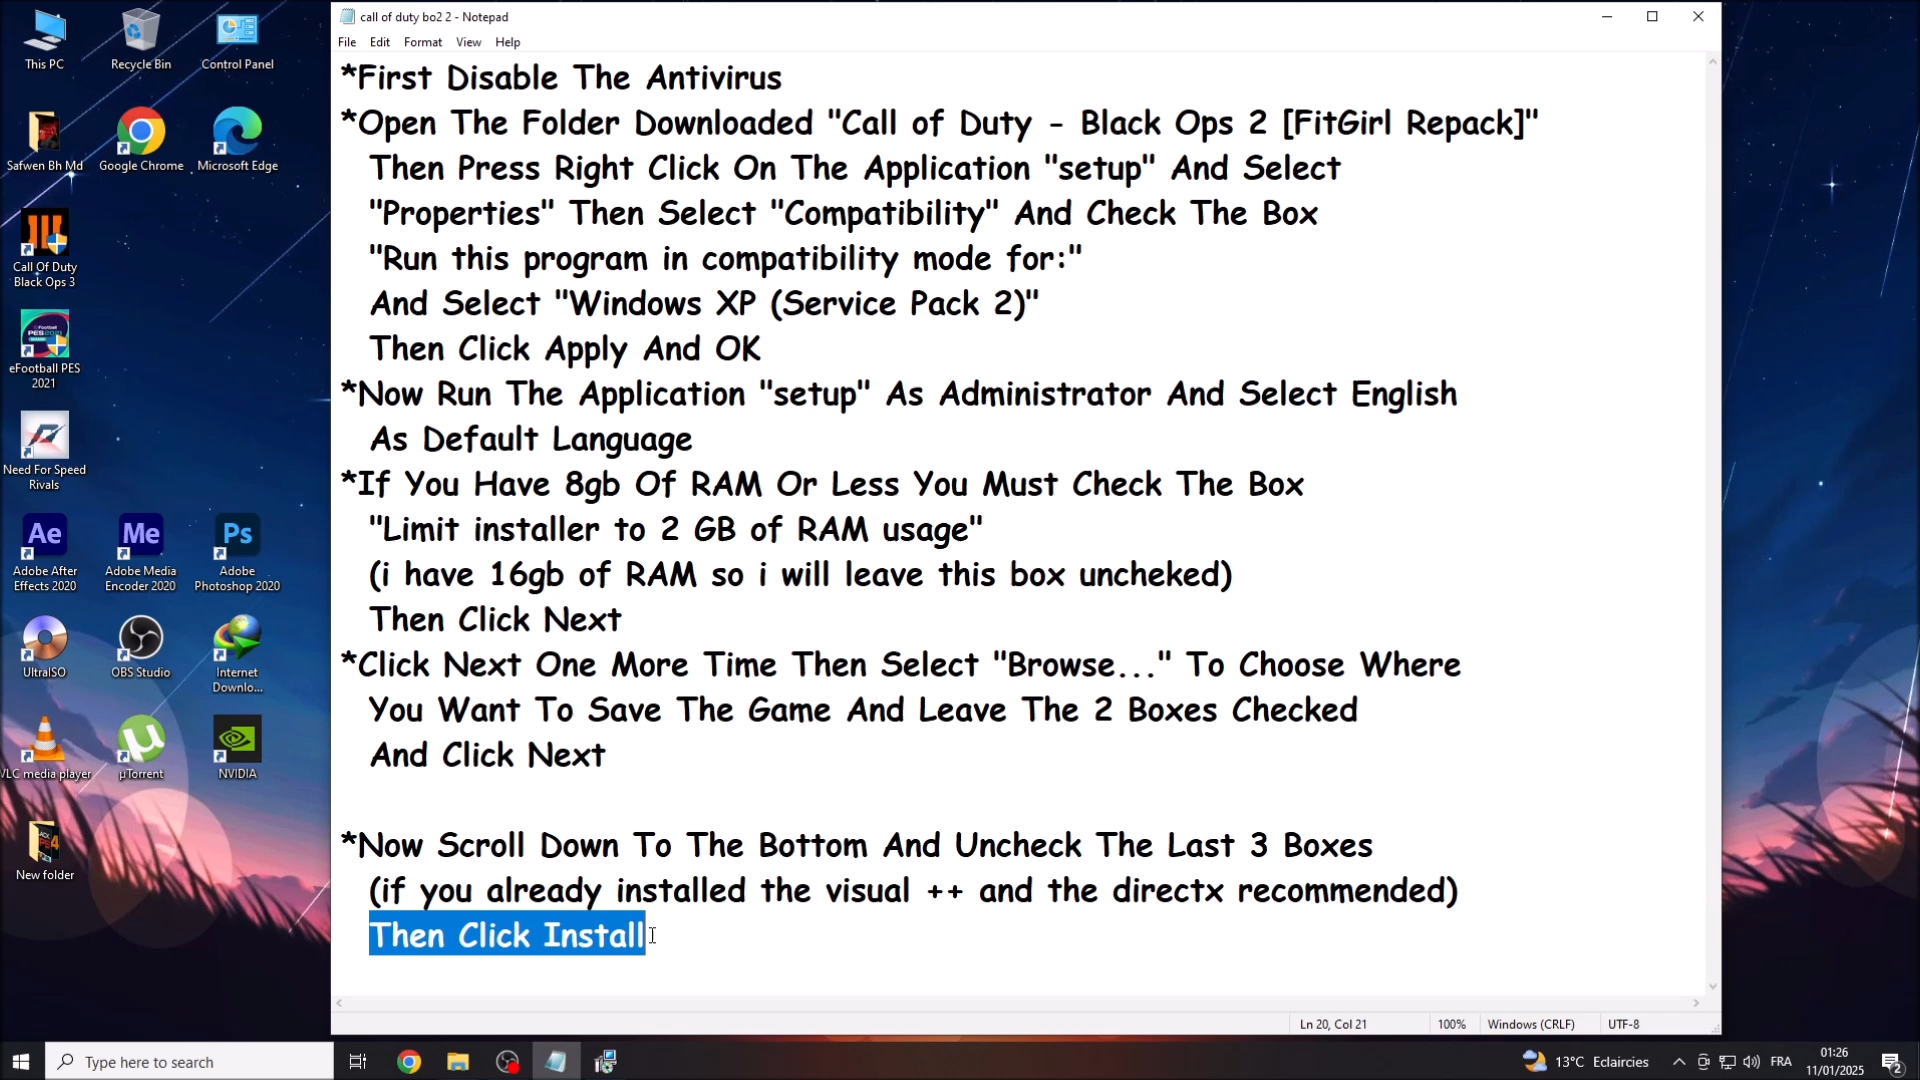 call of duty bo2 2 - Notepad
File Edit Format View Help
*First Disable The Antivirus
*Open The Folder Downloaded "Call of Duty - Black Ops 2 [FitGirl Repack]"
Then Press Right Click On The Application "setup" And Select
"Properties" Then Select "Compatibility" And Check The Box
"Run this program in compatibility mode for:"
And Select "Windows XP (Service Pack 2)"
Then Click Apply And OK
*Now Run The Application "setup" As Administrator And Select English
As Default Language
*If You Have 8gb Of RAM Or Less You Must Check The Box
"Limit installer to 2 GB of RAM usage"
(i have 16gb of RAM so i will leave this box uncheked)
Then Click Next
*Click Next One More Time Then Select "Browse..." To Choose Where
You Want To Save The Game And Leave The 2 Boxes Checked
And Click Next
*Now Scroll Down To The Bottom And Uncheck The Last 3 Boxes
(if you already installed the visual ++ and the directx recommended)
Then Click Install
Ln 20, Col 21 100% Windows (CRLF) UTF-8
This PC
Recycle Bin
Control Panel
Safwen Bh Md
Google Chrome
Microsoft Edge
Call Of Duty
Black Ops 3
eFootball PES
2021
Need For Speed
Rivals
Ae
Adobe After
Effects 2020
Me
Adobe Media
Encoder 2020
Ps
Adobe
Photoshop 2020
UltraISO
OBS Studio
Internet
Downlo...
VLC media player
µTorrent
NVIDIA
New folder
Type here to search
13°C Eclaircies
FRA
01:26
11/01/2025
2